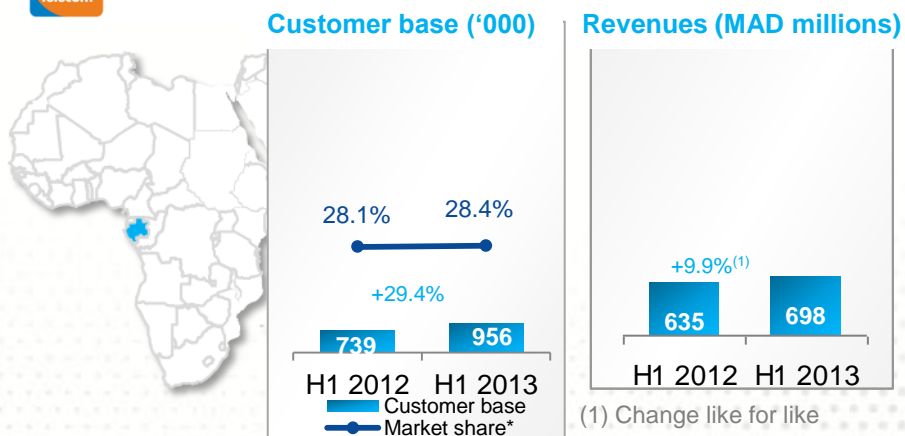 Customer base (‘000)
Revenues (MAD millions)
28.1%
28.4%
+29.4%
739
956
H1 2012
H1 2013
Customer base
Market share*
+9.9%(1)
635
698
H1 2012
H1 2013
(1) Change like for like